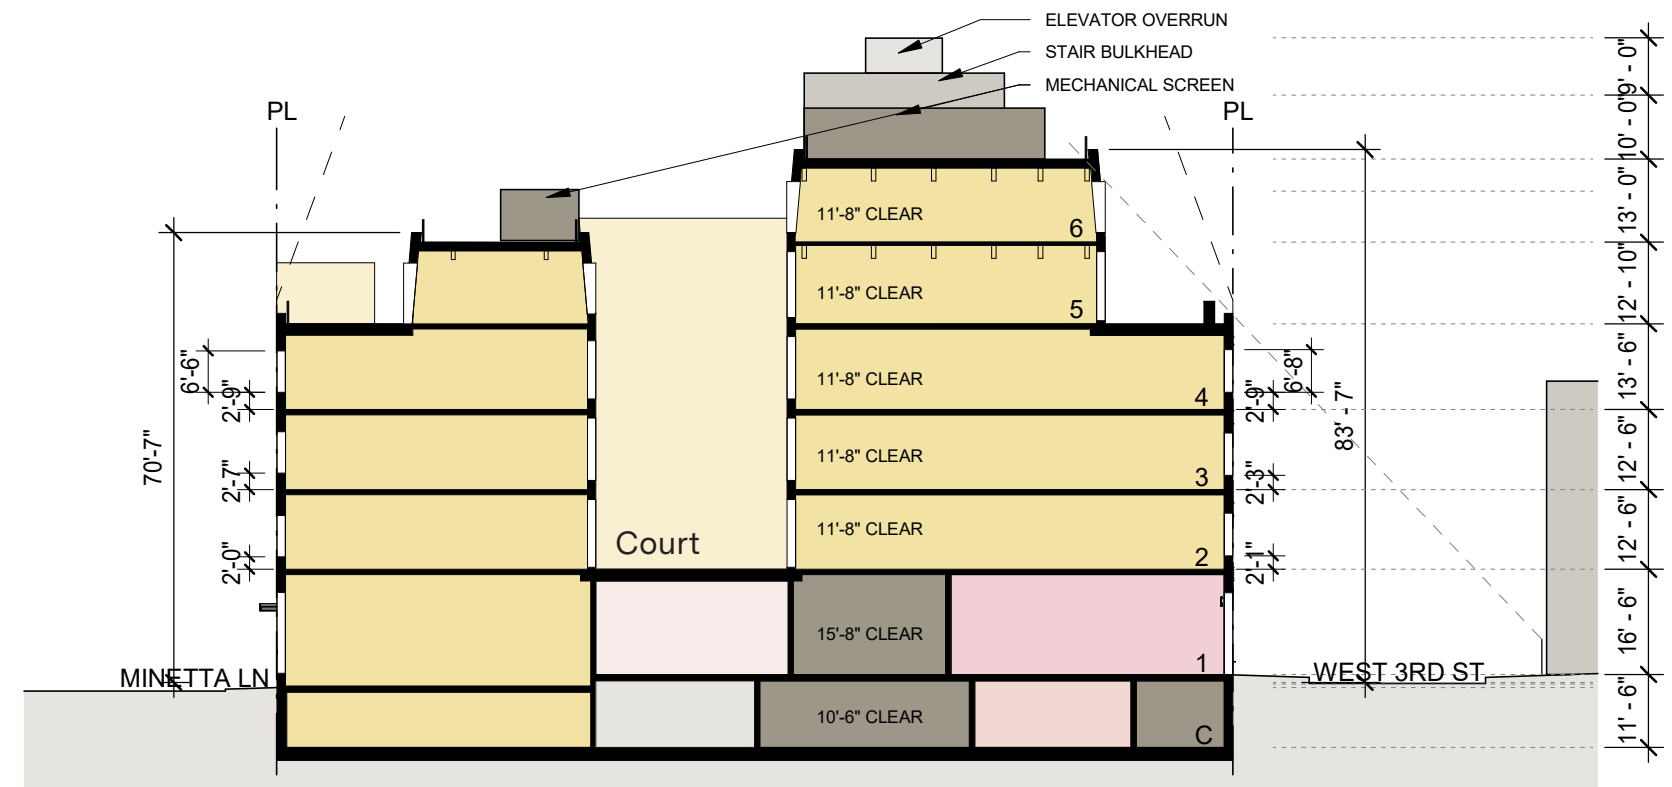 ELEVATOR OVERRUN
STAIR BULKHEAD
MECHANICAL SCREEN
PL
PL
9' - 0"
10' - 0"
13' - 0"
12' - 10"
13' - 6"
12' - 6"
12' - 6"
16' - 6"
11' - 6"
11'-8" CLEAR
6
11'-8" CLEAR
5
11'-8" CLEAR
4
11'-8" CLEAR
3
11'-8" CLEAR
2
Court
15'-8" CLEAR
1
10'-6" CLEAR
C
70'-7"
6'-6"
2'-9"
2'-7"
2'-0"
6'-8"
2'-9"
2'-3"
2'-1"
83' - 7"
MINETTA LN
WEST 3RD ST